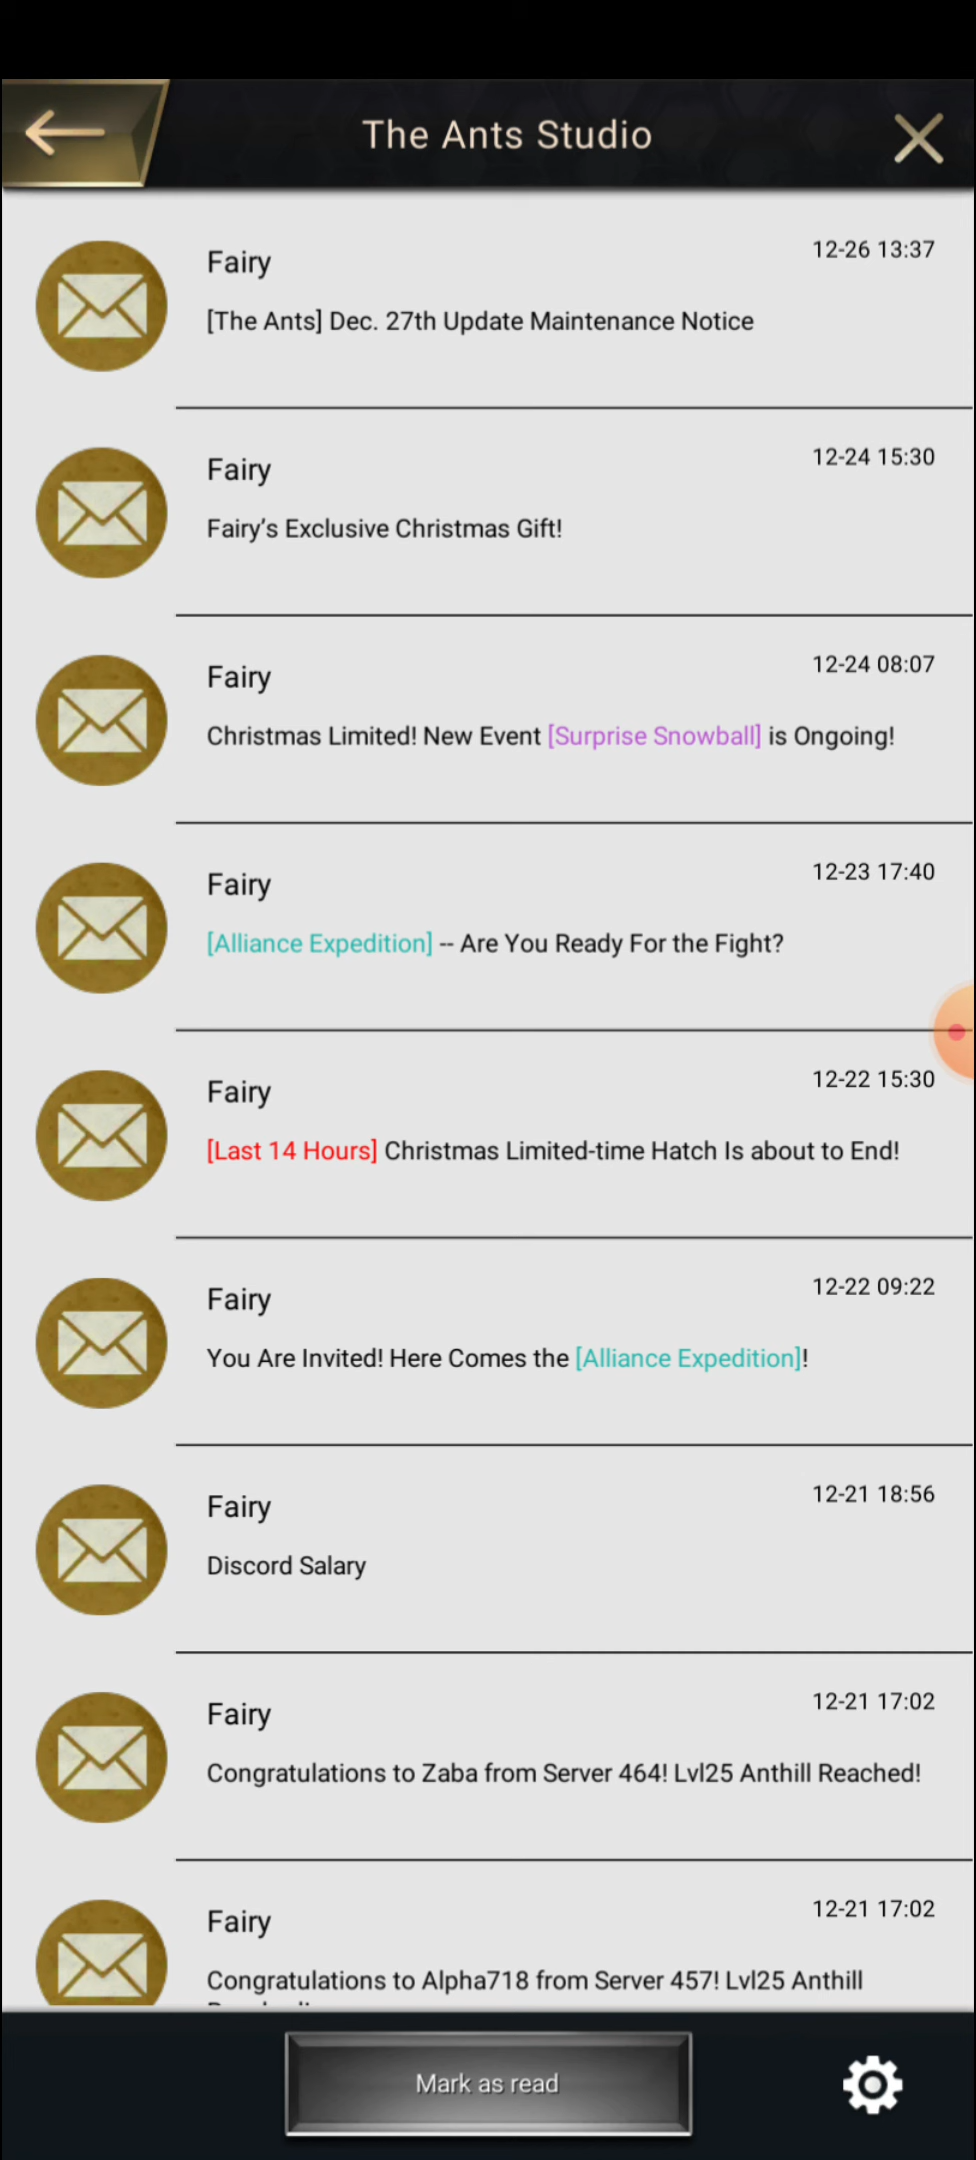 The Ants Studio
Fairy
12-26 13:37
[The Ants] Dec. 27th Update Maintenance Notice
Fairy
12-24 15:30
Fairy’s Exclusive Christmas Gift!
Fairy
12-24 08:07
Christmas Limited! New Event [Surprise Snowball] is Ongoing!
Fairy
12-23 17:40
[Alliance Expedition] -- Are You Ready For the Fight?
Fairy
12-22 15:30
[Last 14 Hours] Christmas Limited-time Hatch Is about to End!
Fairy
12-22 09:22
You Are Invited! Here Comes the [Alliance Expedition]!
Fairy
12-21 18:56
Discord Salary
Fairy
12-21 17:02
Congratulations to Zaba from Server 464! Lvl25 Anthill Reached!
Fairy
12-21 17:02
Congratulations to Alpha718 from Server 457! Lvl25 Anthill
Mark as read